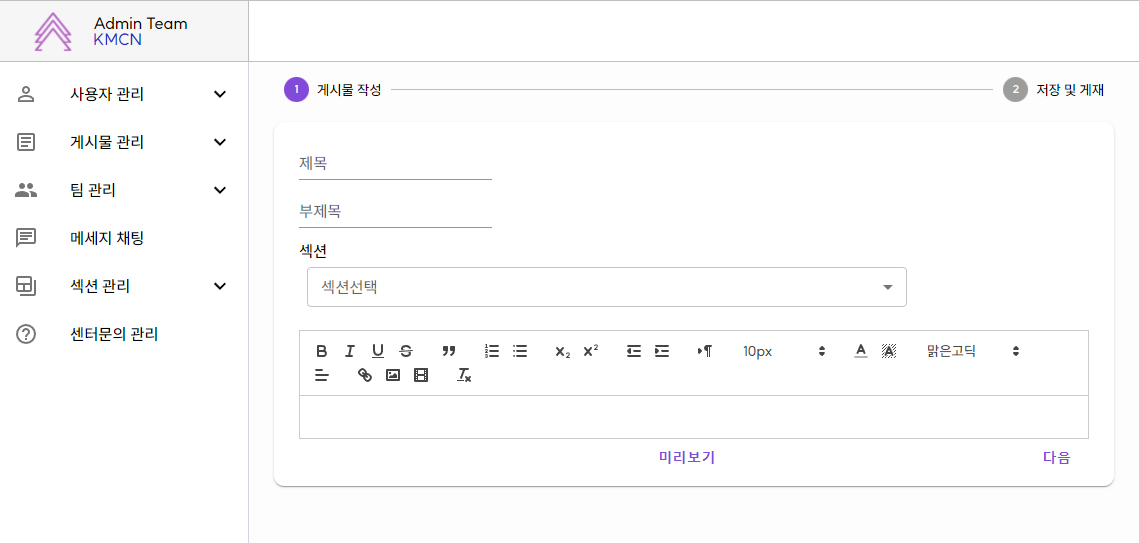 Admin Team
KMCN
사용자 관리
게시물 관리
팀 관리
메세지 채팅
섹션 관리
센터문의 관리
1 게시물 작성
2 저장 및 게재
제목
부제목
섹션
섹션선택
10px
맑은고딕
미리보기
다음